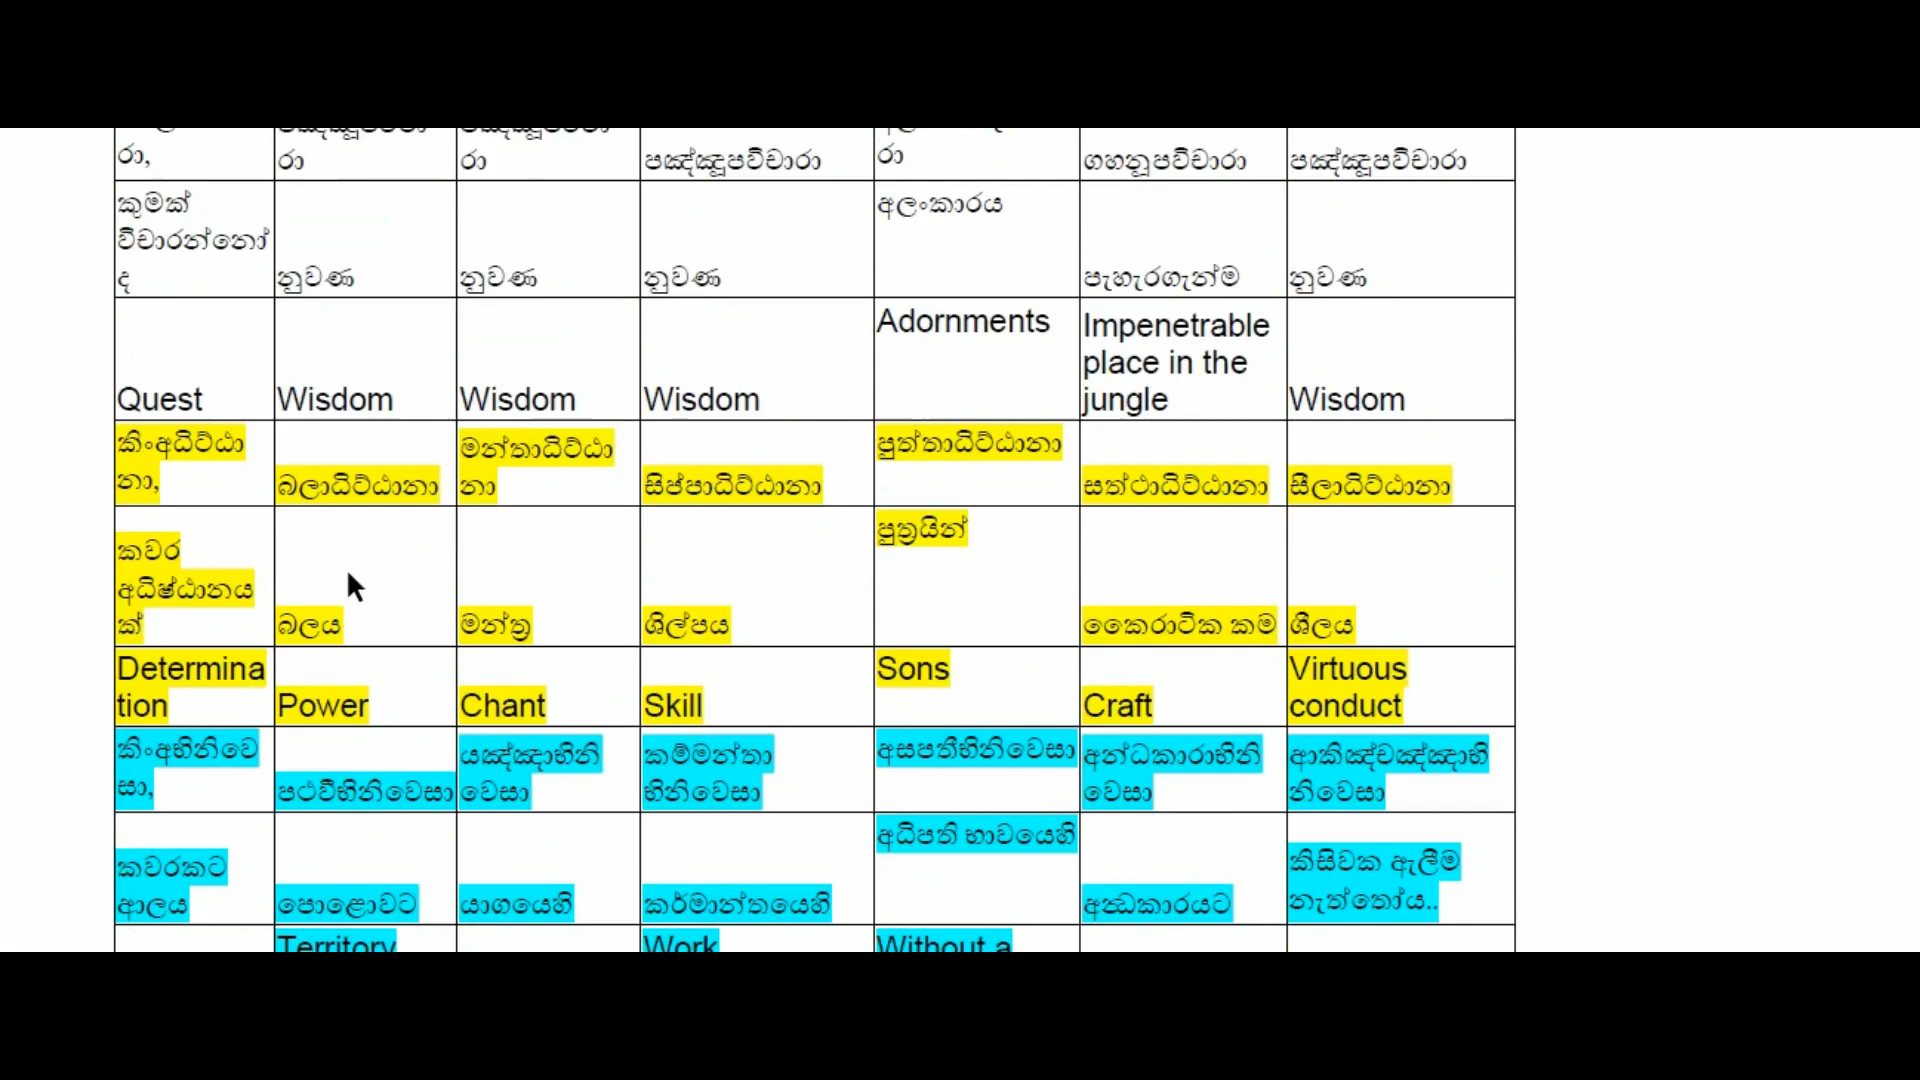 රා,
රා
රා
පඤ්ඤූපවිචාරා
රා
ගහනූපවිචාරා
පඤ්ඤූපවිචාරා
කුමක්
විචාරන්නෝ
ද
නුවණ
නුවණ
නුවණ
අලංකාරය
පැහැරගැන්ම
නුවණ
Quest
Wisdom
Wisdom
Wisdom
Adornments
Impenetrable
place in the
jungle
Wisdom
කිංඅධිට්ඨා
නා,
බලාධිට්ඨානා
මන්තාධිට්ඨා
නා
සිප්පාධිට්ඨානා
පුත්තාධිට්ඨානා
සත්ථාධිට්ඨානා
සීලාධිට්ඨානා
කවර
අධිෂ්ඨානය
ක්
බලය
මන්ත්‍ර
ශිල්පය
පුත්‍රයින්
කෛරාටික කම
ශීලය
Determina
tion
Power
Chant
Skill
Sons
Craft
Virtuous
conduct
කිංඅභිනිවෙ
සා,
පථවීභිනිවෙසා
යඤ්ඤාභිනි
වෙසා
කම්මන්තා
භිනිවෙසා
අසපතීභිනිවෙසා
අන්ධකාරාභිනි
වෙසා
ආකිඤ්චඤ්ඤාභි
නිවෙසා
කවරකට
ආලය
පොළොවට
යාගයෙහි
කර්මාන්තයෙහි
අධිපති භාවයෙහි
අන්‍ධකාරයට
කිසිවක ඇලීම
නැත්තෝය..
Territory
Work
Without a